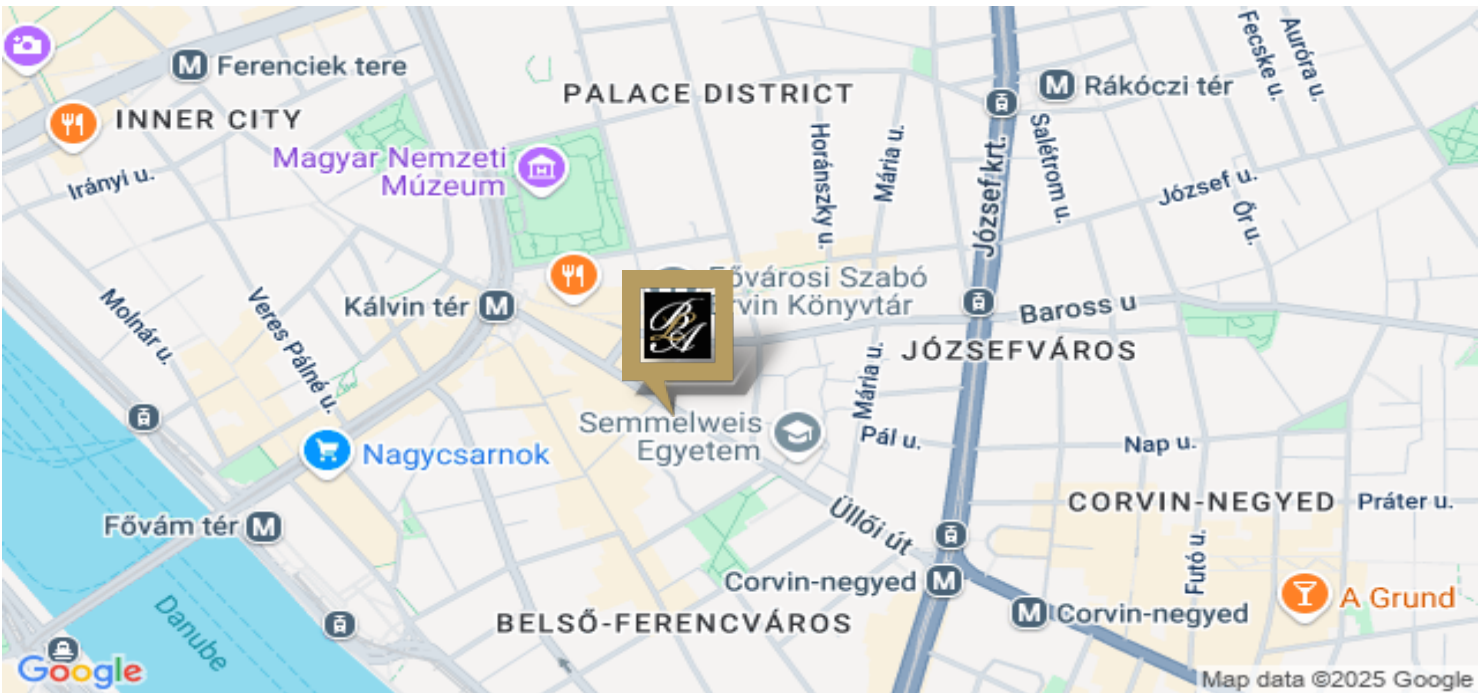 Fecske u.
Auróra u.
Ferenciek tere
PALACE DISTRICT
Rákóczi tér
INNER CITY
Magyar Nemzeti
Múzeum
Horánszky u.
Mária u.
József krt.
Salétrom u.
József u.
Őr u.
Irányi u.
Molnár u.
Veres Pálné u.
Kálvin tér
Szabó
Könyvtár
Baross u
JÓZSEFVÁROS
Mária u.
Semmelweis
Egyetem
Pál u.
Nap u.
Nagycsarnok
CORVIN-NEGYED
Práter u.
Fővám tér
Üllői út
Futó u.
Corvin-negyed
Corvin-negyed
A Grund
BELSŐ-FERENCVÁROS
Danube
Google
Map data ©2025 Google